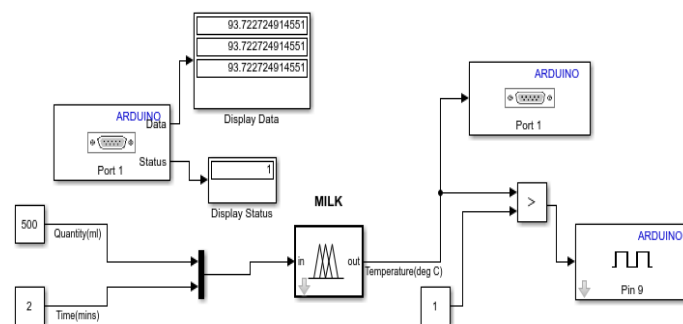 93.722724914551
93.722724914551
93.722724914551
Display Data
ARDUINO
Data
Port 1
Status
1
Display Status
ARDUINO
Port 1
500
Quantity(ml)
2
Time(mins)
MILK
in
out
Temperature(deg C)
>
1
ARDUINO
Pin 9